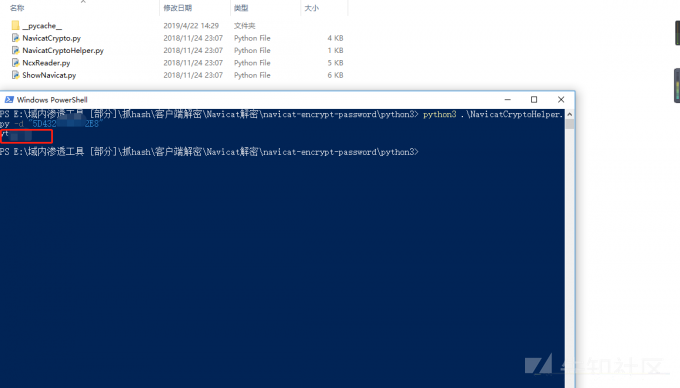 名称 修改日期 类型 大小
__pycache__ 2019/4/22 14:29 文件夹
NavicatCrypto.py 2018/11/24 23:07 Python File 4 KB
NavicatCryptoHelper.py 2018/11/24 23:07 Python File 1 KB
NcxReader.py 2018/11/24 23:07 Python File 5 KB
ShowNavicat.py 2018/11/24 23:07 Python File 6 KB
Windows PowerShell
PS E:\域内渗透工具 [部分]\抓hash\客户端解密\Navicat解密\navicat-encrypt-password\python3> python3 .\NavicatCryptoHelper.
py -d "5D432 2E8"
yt
PS E:\域内渗透工具 [部分]\抓hash\客户端解密\Navicat解密\navicat-encrypt-password\python3>
先知社区